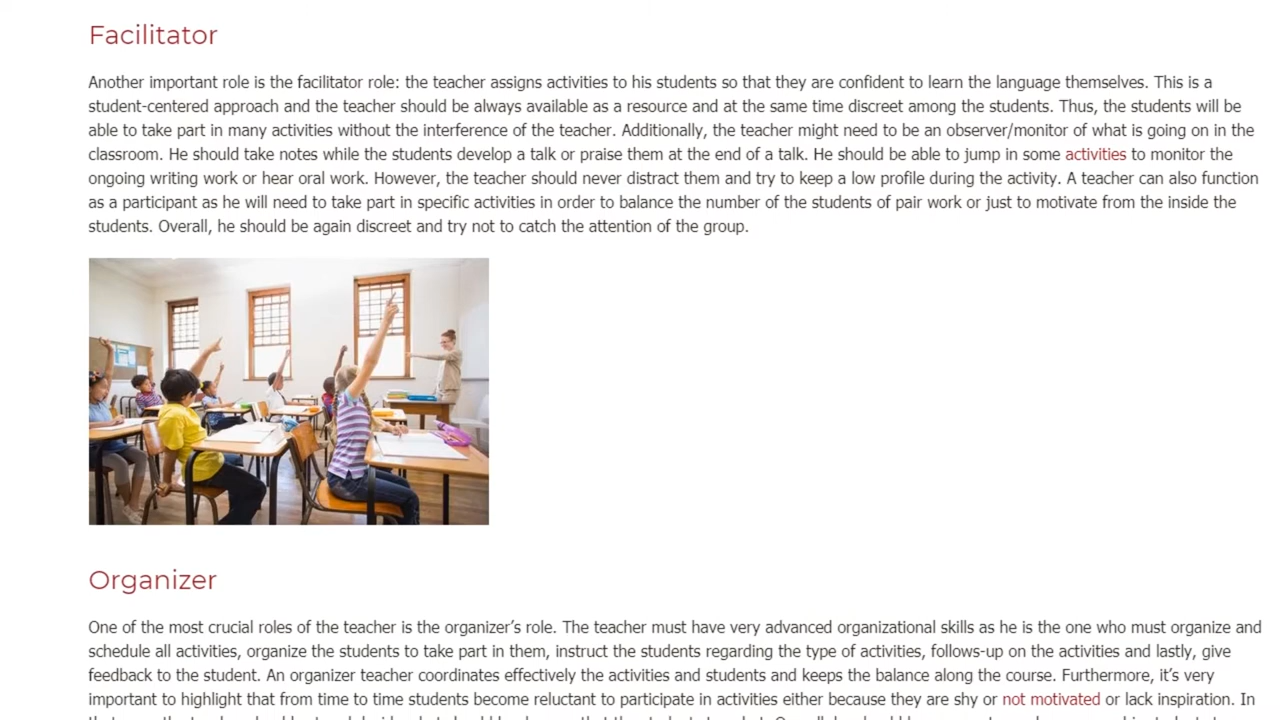 Facilitator
Another important role is the facilitator role: the teacher assigns activities to his students so that they are confident to learn the language themselves. This is a
student-centered approach and the teacher should be always available as a resource and at the same time discreet among the students. Thus, the students will be
able to take part in many activities without the interference of the teacher. Additionally, the teacher might need to be an observer/monitor of what is going on in the
classroom. He should take notes while the students develop a talk or praise them at the end of a talk. He should be able to jump in some activities to monitor the
ongoing writing work or hear oral work. However, the teacher should never distract them and try to keep a low profile during the activity. A teacher can also function
as a participant as he will need to take part in specific activities in order to balance the number of the students of pair work or just to motivate from the inside the
students. Overall, he should be again discreet and try not to catch the attention of the group.
Organizer
One of the most crucial roles of the teacher is the organizer’s role. The teacher must have very advanced organizational skills as he is the one who must organize and
schedule all activities, organize the students to take part in them, instruct the students regarding the type of activities, follows-up on the activities and lastly, give
feedback to the student. An organizer teacher coordinates effectively the activities and students and keeps the balance along the course. Furthermore, it’s very
important to highlight that from time to time students become reluctant to participate in activities either because they are shy or not motivated or lack inspiration. In